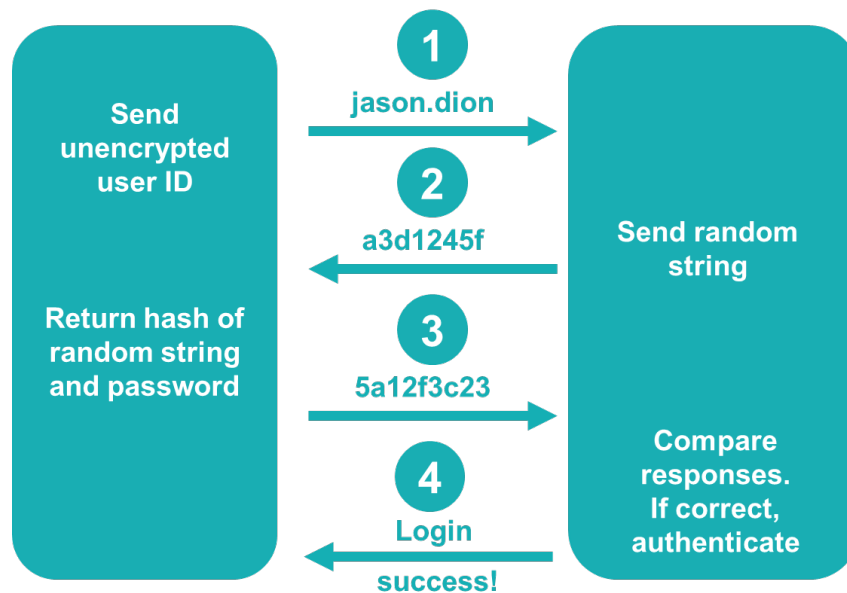 Send
unencrypted
user ID
Return hash of
random string
and password
1
jason.dion
2
a3d1245f
3
5a12f3c23
4
Login
success!
Send random
string
Compare
responses.
If correct,
authenticate